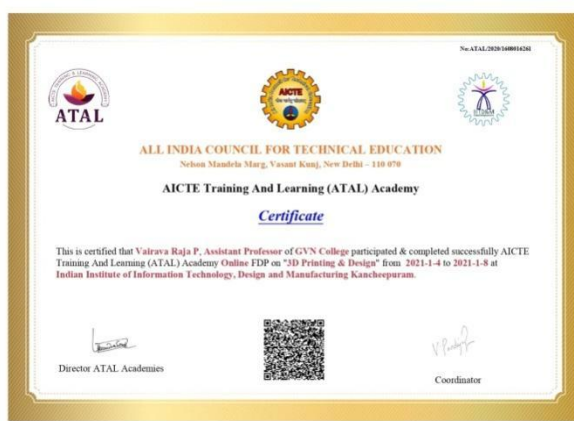 No:ATAL/2020/1608016261
ATAL
AICTE
ALL INDIA COUNCIL FOR TECHNICAL EDUCATION
Nelson Mandela Marg, Vasant Kunj, New Delhi – 110 070
AICTE Training And Learning (ATAL) Academy
Certificate
This is certified that Vairava Raja P, Assistant Professor of GVN College participated & completed successfully AICTE
Training And Learning (ATAL) Academy Online FDP on "3D Printing & Design" from 2021-1-4 to 2021-1-8 at
Indian Institute of Information Technology, Design and Manufacturing Kancheepuram.
Director ATAL Academies
Coordinator